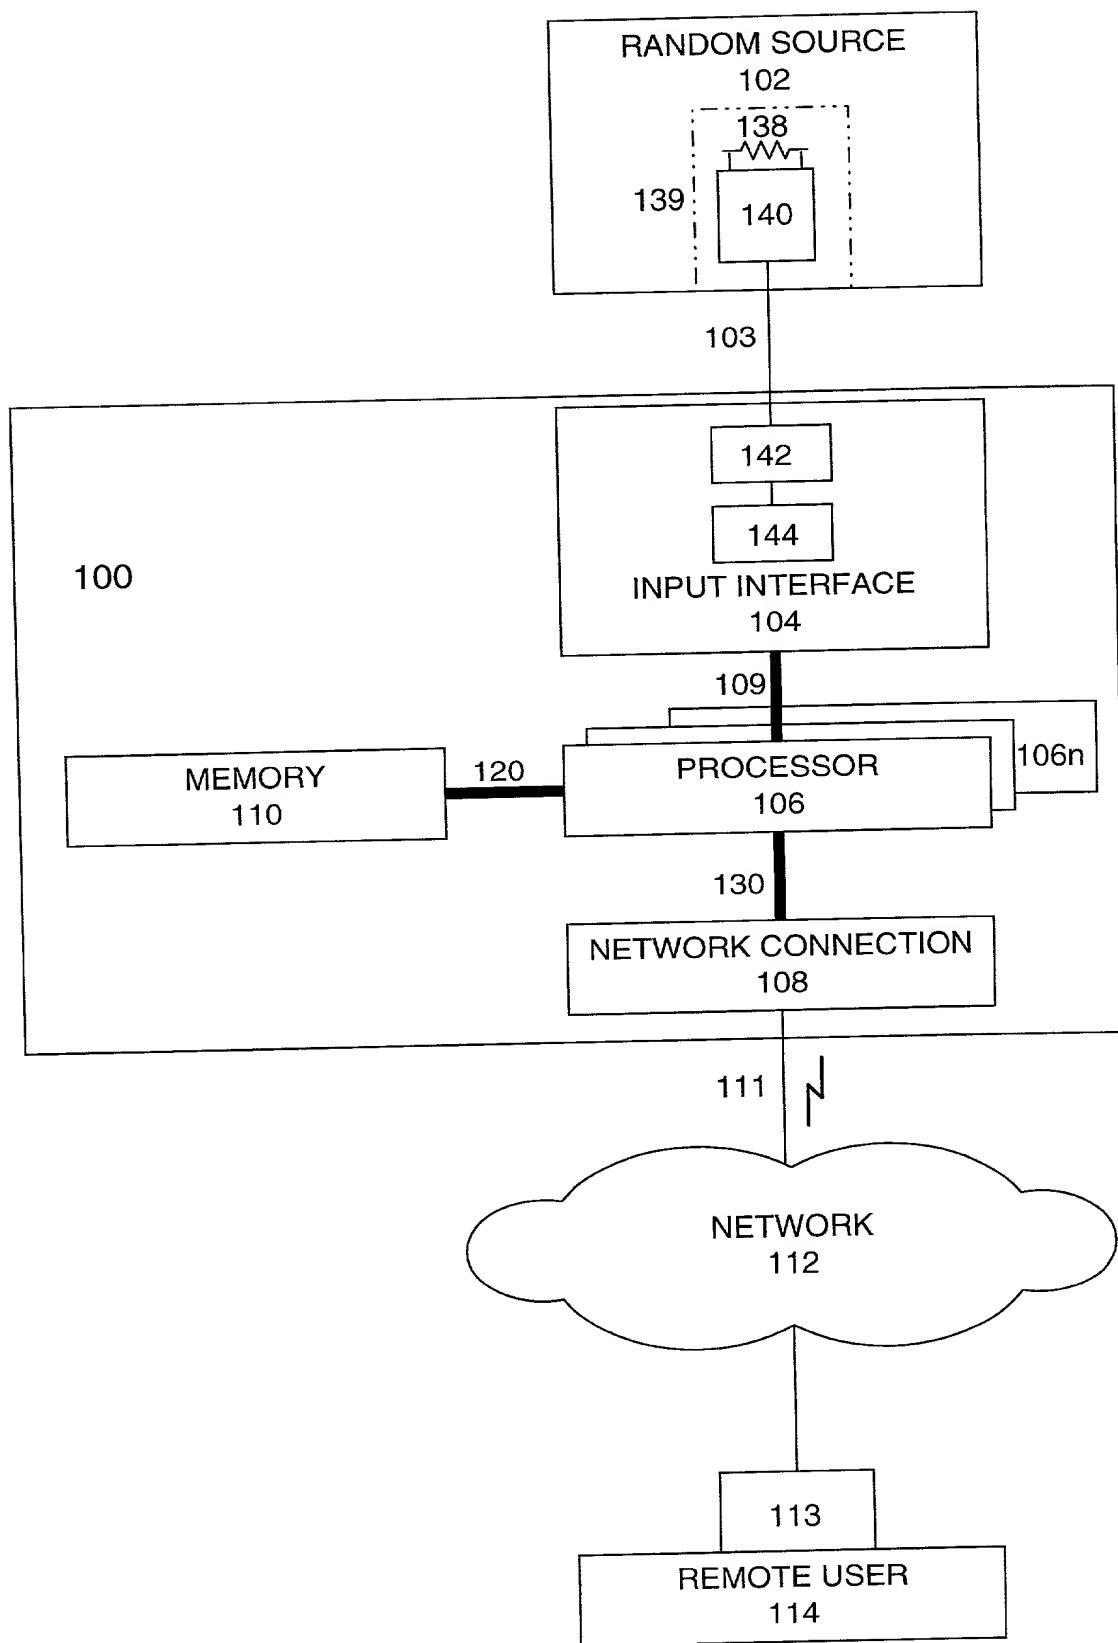 RANDOM SOURCE
102
138
139
140
103
142
144
100
INPUT INTERFACE
104
109
106n
MEMORY
110
120
PROCESSOR
106
130
NETWORK CONNECTION
108
111
NETWORK
112
113
REMOTE USER
114